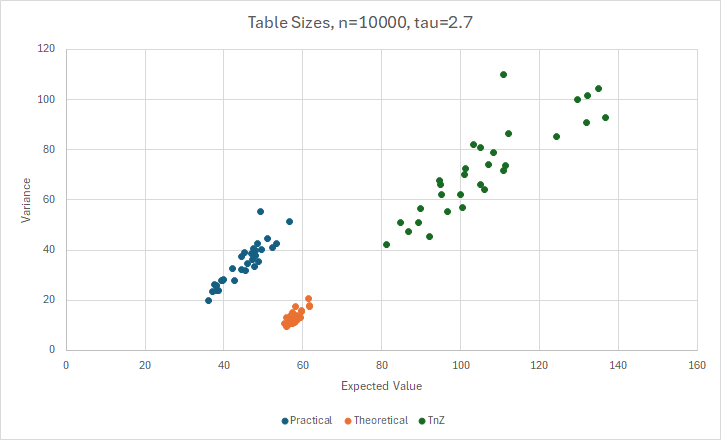 Table Sizes, n=10000, tau=2.7
120
100
80
60
40
20
0
Variance
0 20 40 60 80 100 120 140 160
Expected Value
Practical Theoretical TnZ